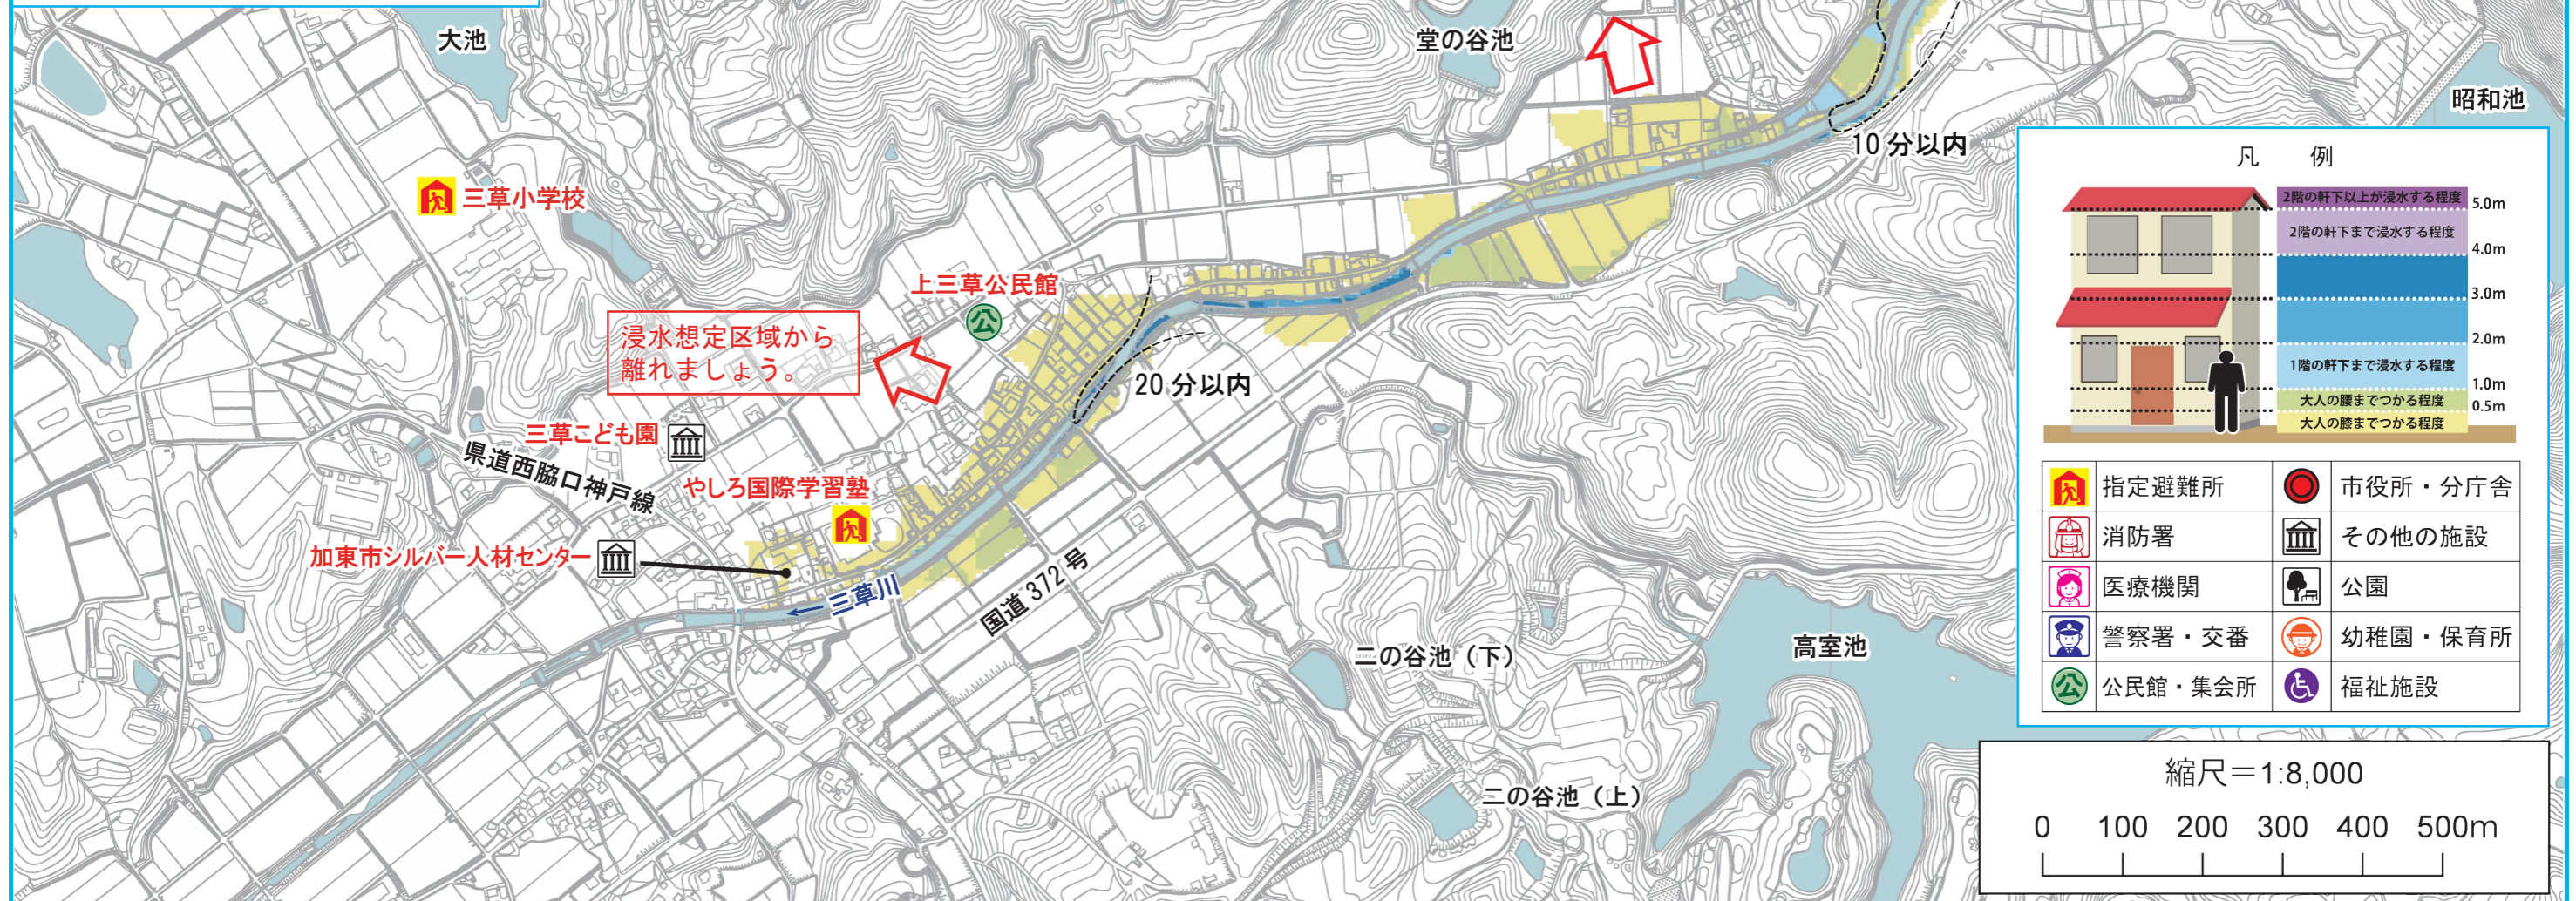 大池
堂の谷池
昭和池
10分以内
三草小学校
上三草公民館
浸水想定区域から
離れましょう。
20分以内
三草こども園
県道西脇口神戸線
やしろ国際学習塾
加東市シルバー人材センター
三草川
国道372号
二の谷池（下）
高室池
二の谷池（上）
凡 例
2階の軒下以上が浸水する程度
5.0m
2階の軒下まで浸水する程度
4.0m
3.0m
2.0m
1階の軒下まで浸水する程度
1.0m
大人の腰までつかる程度
0.5m
大人の膝までつかる程度
指定避難所
市役所・分庁舎
消防署
その他の施設
医療機関
公園
警察署・交番
幼稚園・保育所
公
公民館・集会所
福祉施設
公
縮尺＝1:8,000
0 100 200 300 400 500m